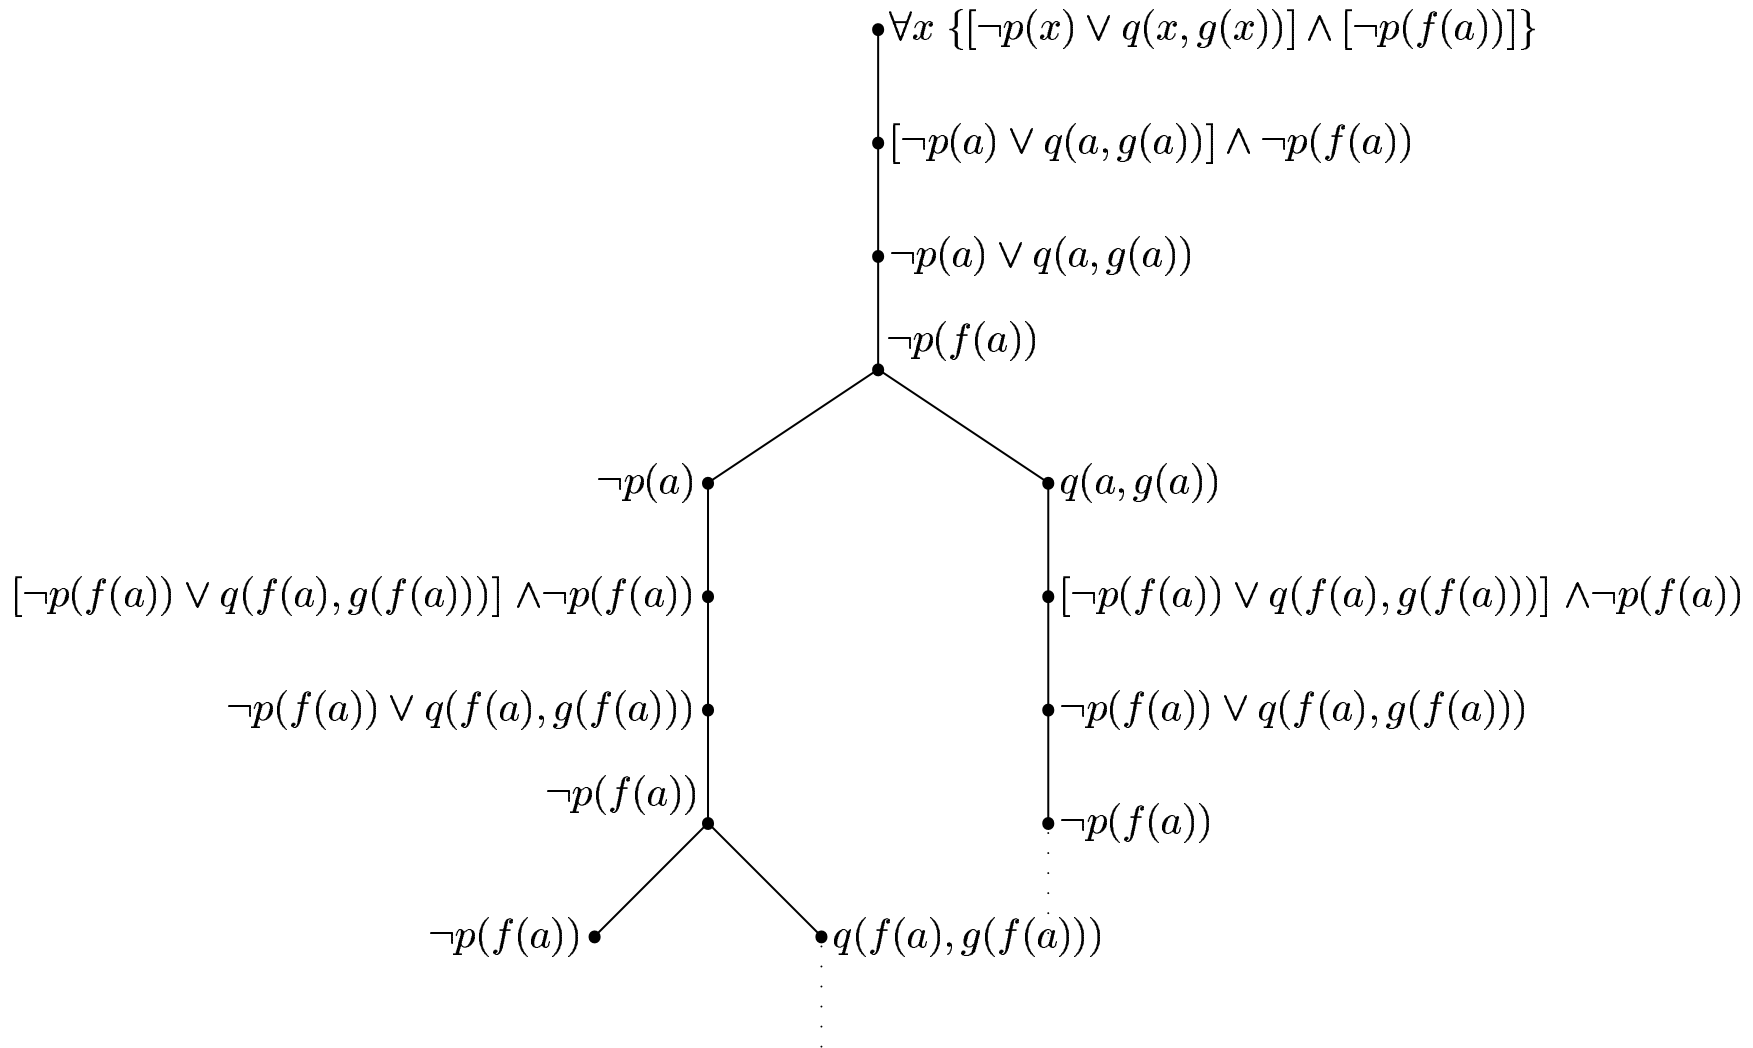 ∀x {[¬p(x) ∨ q(x, g(x))] ∧ [¬p(f(a))]}
[¬p(a) ∨ q(a, g(a))] ∧ ¬p(f(a))
¬p(a) ∨ q(a, g(a))
¬p(f(a))
¬p(a)
q(a, g(a))
[¬p(f(a)) ∨ q(f(a), g(f(a)))] ∧¬p(f(a))
[¬p(f(a)) ∨ q(f(a), g(f(a)))] ∧¬p(f(a))
¬p(f(a)) ∨ q(f(a), g(f(a)))
¬p(f(a)) ∨ q(f(a), g(f(a)))
¬p(f(a))
¬p(f(a))
¬p(f(a))
q(f(a), g(f(a)))